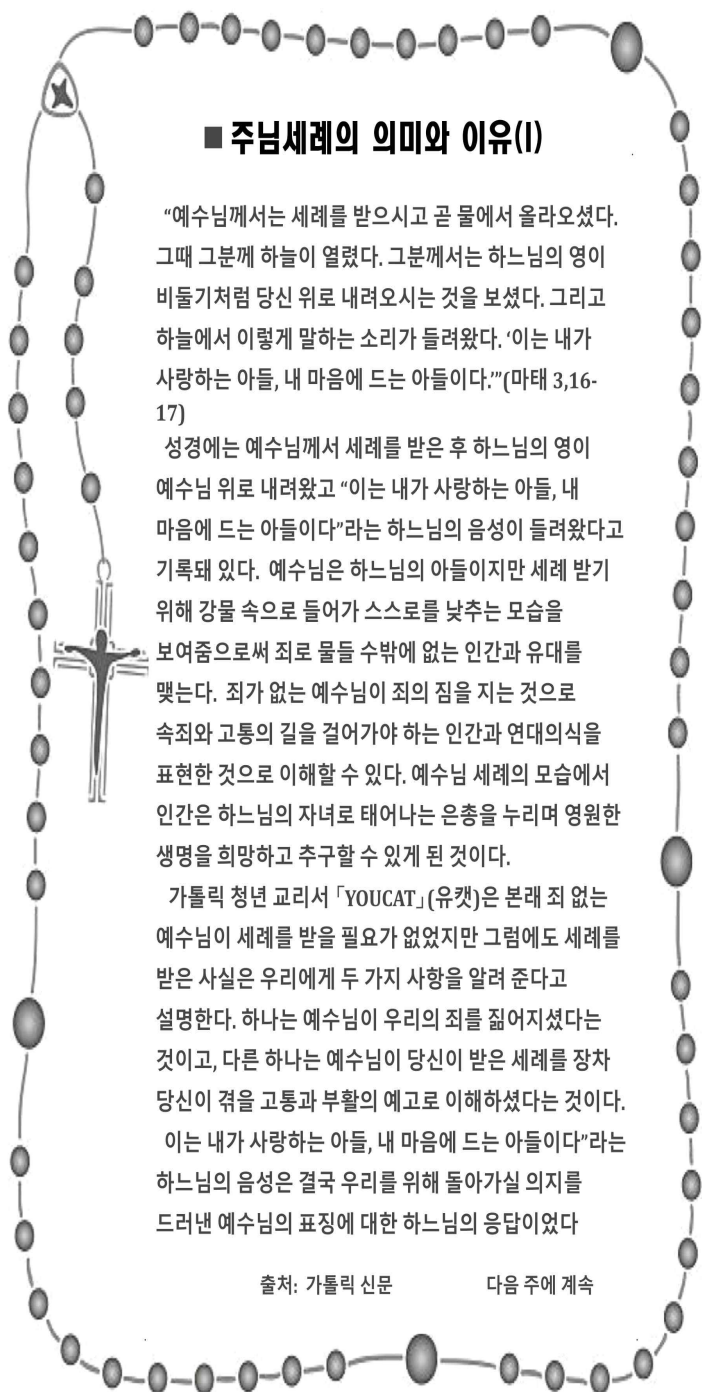 ■ 주님세례의 의미와 이유(I)
“예수님께서는 세례를 받으시고 곧 물에서 올라오셨다.
그때 그분께 하늘이 열렸다. 그분께서는 하느님의 영이
비둘기처럼 당신 위로 내려오시는 것을 보셨다. 그리고
하늘에서 이렇게 말하는 소리가 들려왔다. ‘이는 내가
사랑하는 아들, 내 마음에 드는 아들이다.’”(마태 3,16-
17)
성경에는 예수님께서 세례를 받은 후 하느님의 영이
예수님 위로 내려왔고 “이는 내가 사랑하는 아들, 내
마음에 드는 아들이다”라는 하느님의 음성이 들려왔다고
기록돼 있다. 예수님은 하느님의 아들이지만 세례 받기
위해 강물 속으로 들어가 스스로를 낮추는 모습을
보여줌으로써 죄로 물들 수밖에 없는 인간과 유대를
맺는다. 죄가 없는 예수님이 죄의 짐을 지는 것으로
속죄와 고통의 길을 걸어가야 하는 인간과 연대의식을
표현한 것으로 이해할 수 있다. 예수님 세례의 모습에서
인간은 하느님의 자녀로 태어나는 은총을 누리며 영원한
생명을 희망하고 추구할 수 있게 된 것이다.
가톨릭 청년 교리서 「YOUCAT」(유캣)은 본래 죄 없는
예수님이 세례를 받을 필요가 없었지만 그럼에도 세례를
받은 사실은 우리에게 두 가지 사항을 알려 준다고
설명한다. 하나는 예수님이 우리의 죄를 짊어지셨다는
것이고, 다른 하나는 예수님이 당신이 받은 세례를 장차
당신이 겪을 고통과 부활의 예고로 이해하셨다는 것이다.
이는 내가 사랑하는 아들, 내 마음에 드는 아들이다”라는
하느님의 음성은 결국 우리를 위해 돌아가실 의지를
드러낸 예수님의 표징에 대한 하느님의 응답이었다
출처: 가톨릭 신문 다음 주에 계속